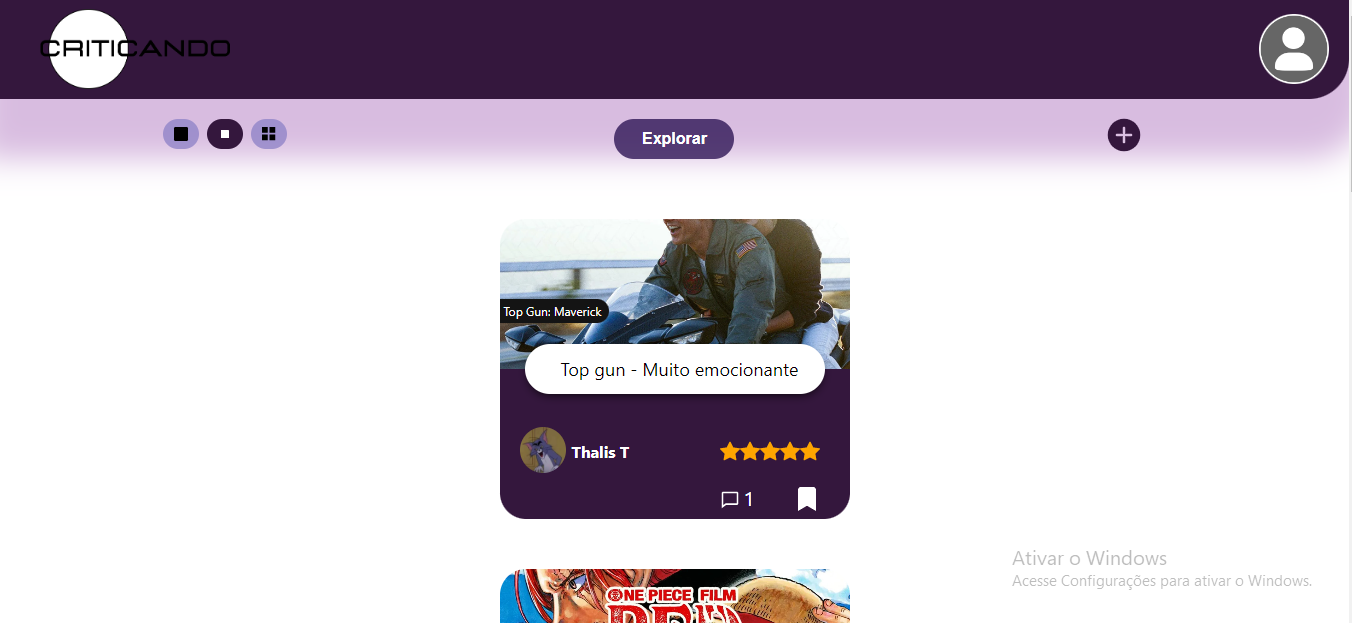 CRITICANDO
Explorar
Top Gun: Maverick
Top gun - Muito emocionante
Thalis T
1
Ativar o Windows
Acesse Configurações para ativar o Windows.
ONE PIECE FILM
RED